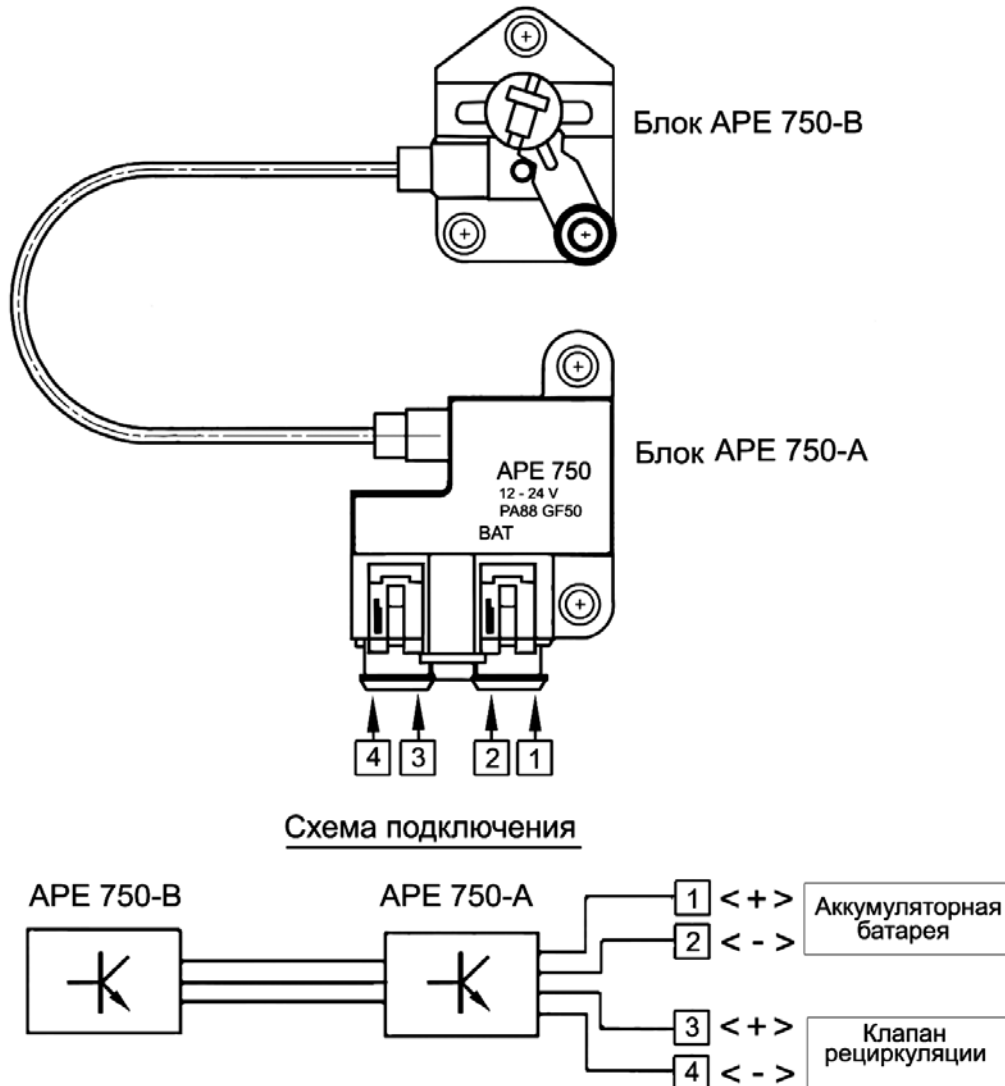 Блок APE 750-B
Блок APE 750-A
APE 750
12 - 24 V
PA88 GF50
BAT
4 3 2 1
Схема подключения
APE 750-B APE 750-A
1 < + >
2 < - >
Аккумуляторная
батарея
3 < + >
4 < - >
Клапан
рециркуляции